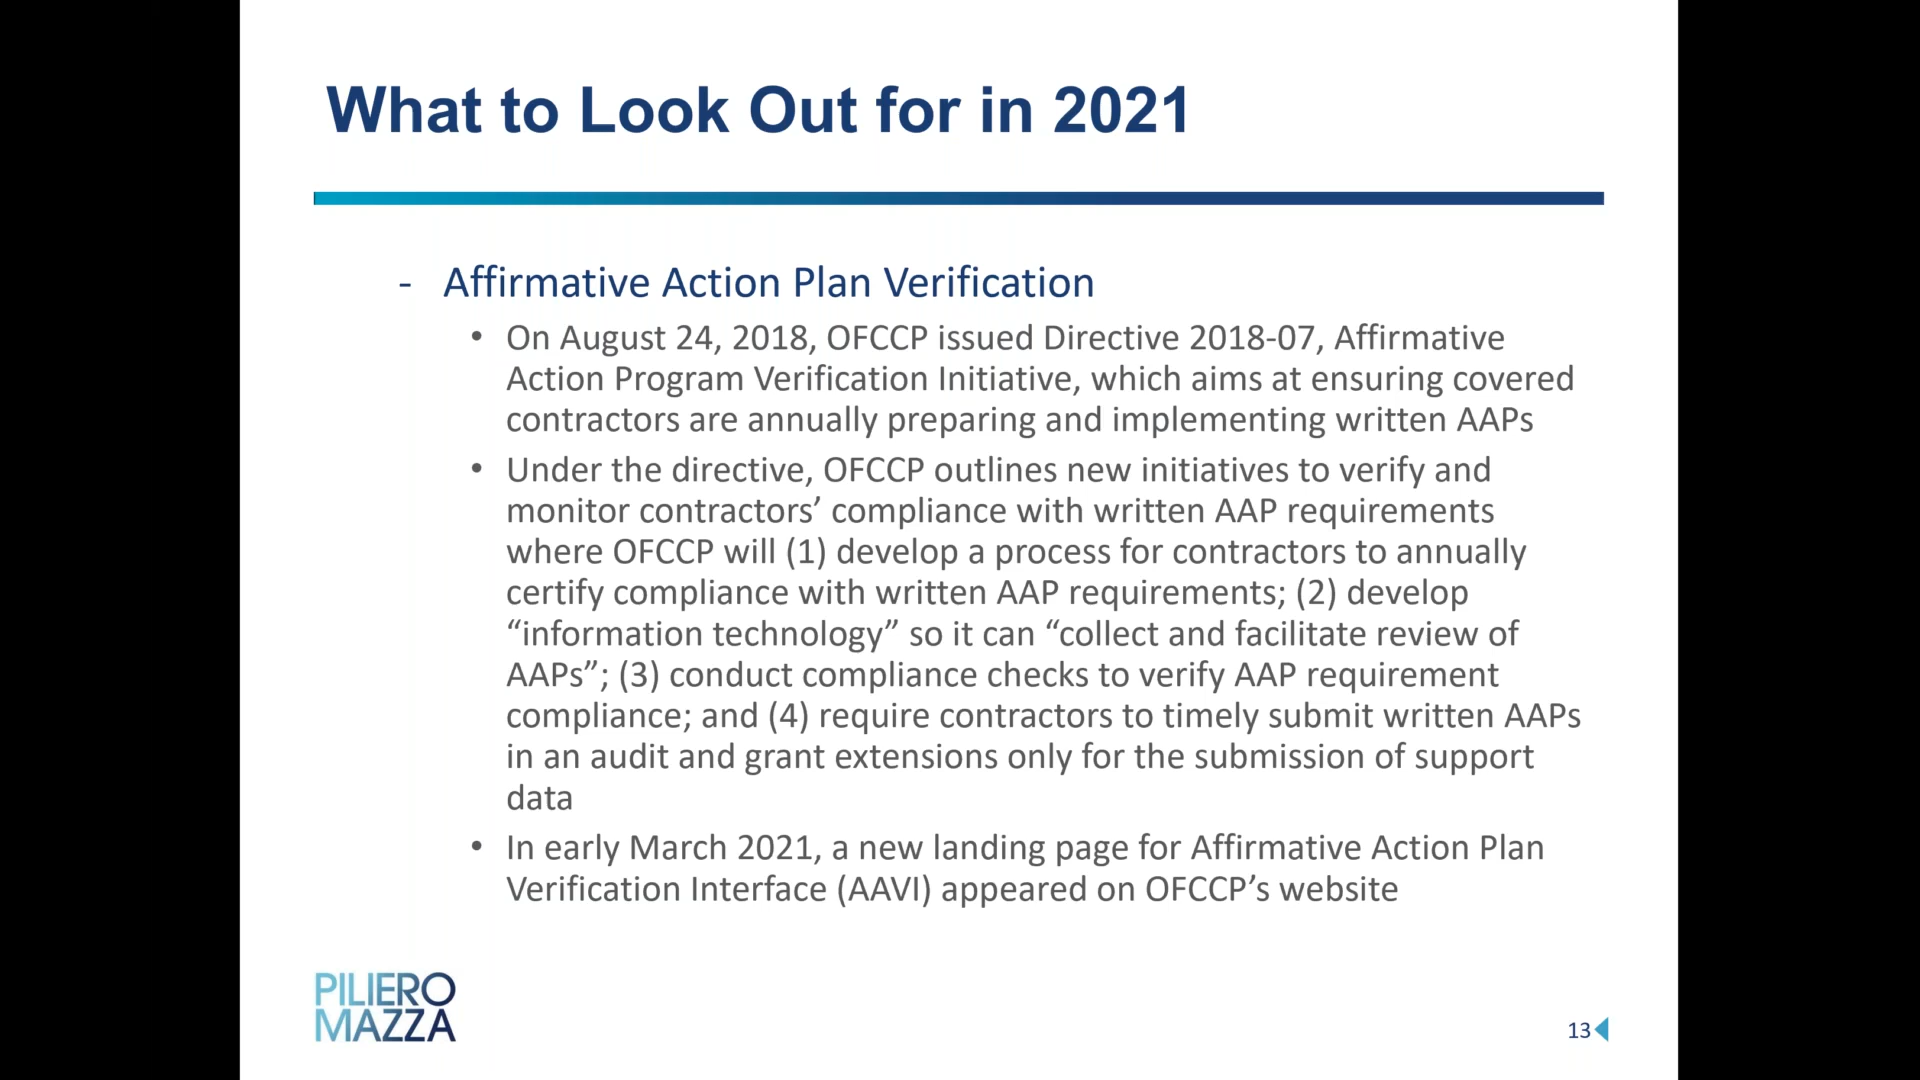 What to Look Out for in 2021
- Affirmative Action Plan Verification
• On August 24, 2018, OFCCP issued Directive 2018-07, Affirmative
Action Program Verification Initiative, which aims at ensuring covered
contractors are annually preparing and implementing written AAPs
• Under the directive, OFCCP outlines new initiatives to verify and
monitor contractors’ compliance with written AAP requirements
where OFCCP will (1) develop a process for contractors to annually
certify compliance with written AAP requirements; (2) develop
“information technology” so it can “collect and facilitate review of
AAPs”; (3) conduct compliance checks to verify AAP requirement
compliance; and (4) require contractors to timely submit written AAPs
in an audit and grant extensions only for the submission of support
data
• In early March 2021, a new landing page for Affirmative Action Plan
Verification Interface (AAVI) appeared on OFCCP’s website
PILIERO
MAZZA
13